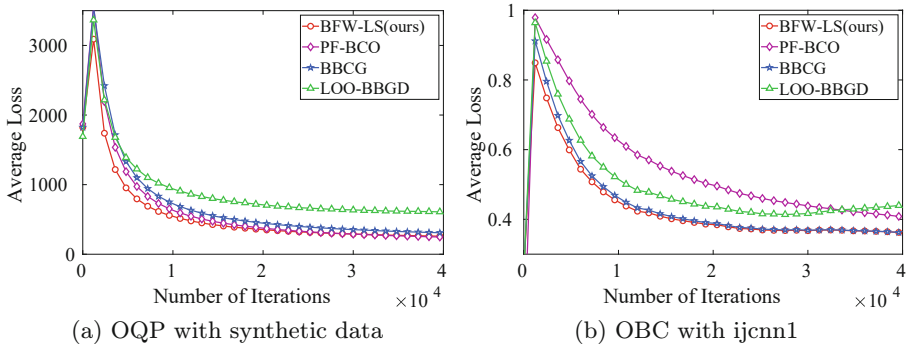 BFW-LS(ours)
PF-BCO
BBCG
LOO-BBGD
Average Loss
3000
2000
1000
0
0
1
2
3
4
Number of Iterations
× 10^4
(a) OQP with synthetic data
BFW-LS(ours)
PF-BCO
BBCG
LOO-BBGD
Average Loss
1
0.8
0.6
0.4
0
1
2
3
4
Number of Iterations
× 10^4
(b) OBC with ijcnn1